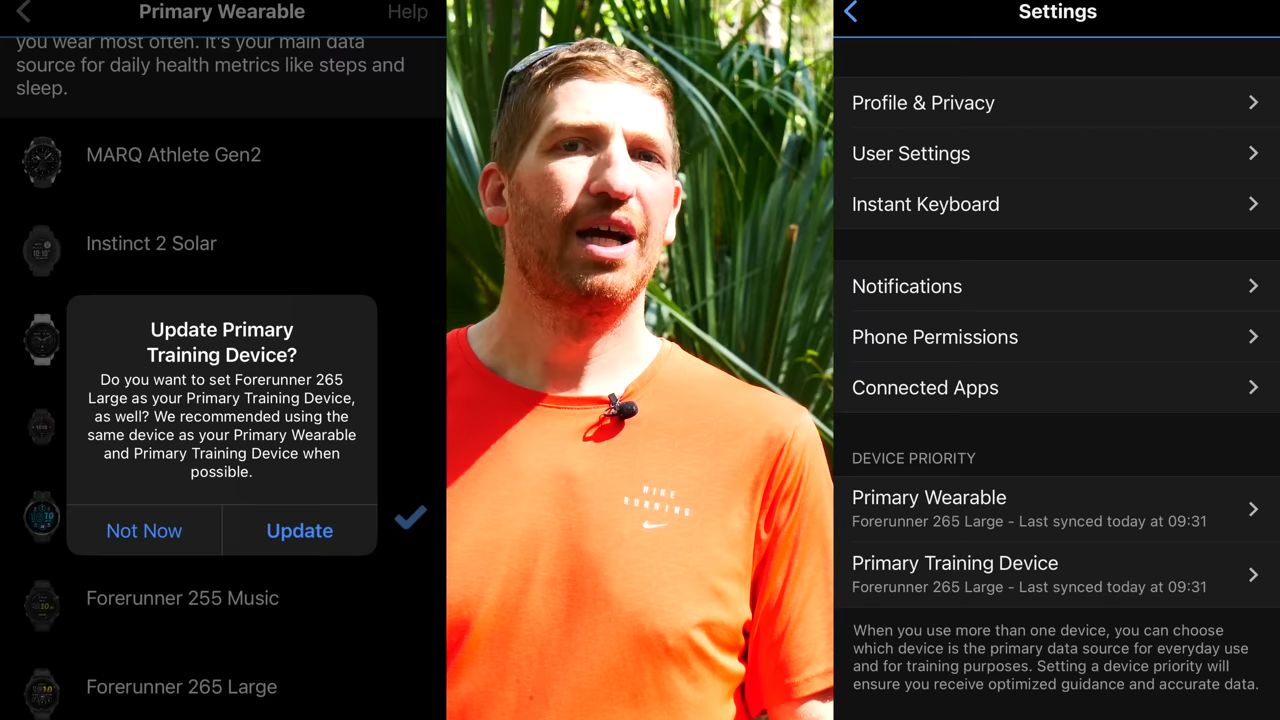 Primary Wearable
Help
you wear most often. It's your main data
source for daily health metrics like steps and
sleep.
MARQ Athlete Gen2
Instinct 2 Solar
Update Primary
Training Device?
Do you want to set Forerunner 265
Large as your Primary Training Device,
as well? We recommended using the
same device as your Primary Wearable
and Primary Training Device when
possible.
Not Now
Update
Forerunner 255 Music
Forerunner 265 Large
NIKE
RUNNING
Settings
Profile & Privacy
User Settings
Instant Keyboard
Notifications
Phone Permissions
Connected Apps
DEVICE PRIORITY
Primary Wearable
Forerunner 265 Large - Last synced today at 09:31
Primary Training Device
Forerunner 265 Large - Last synced today at 09:31
When you use more than one device, you can choose
which device is the primary data source for everyday use
and for training purposes. Setting a device priority will
ensure you receive optimized guidance and accurate data.